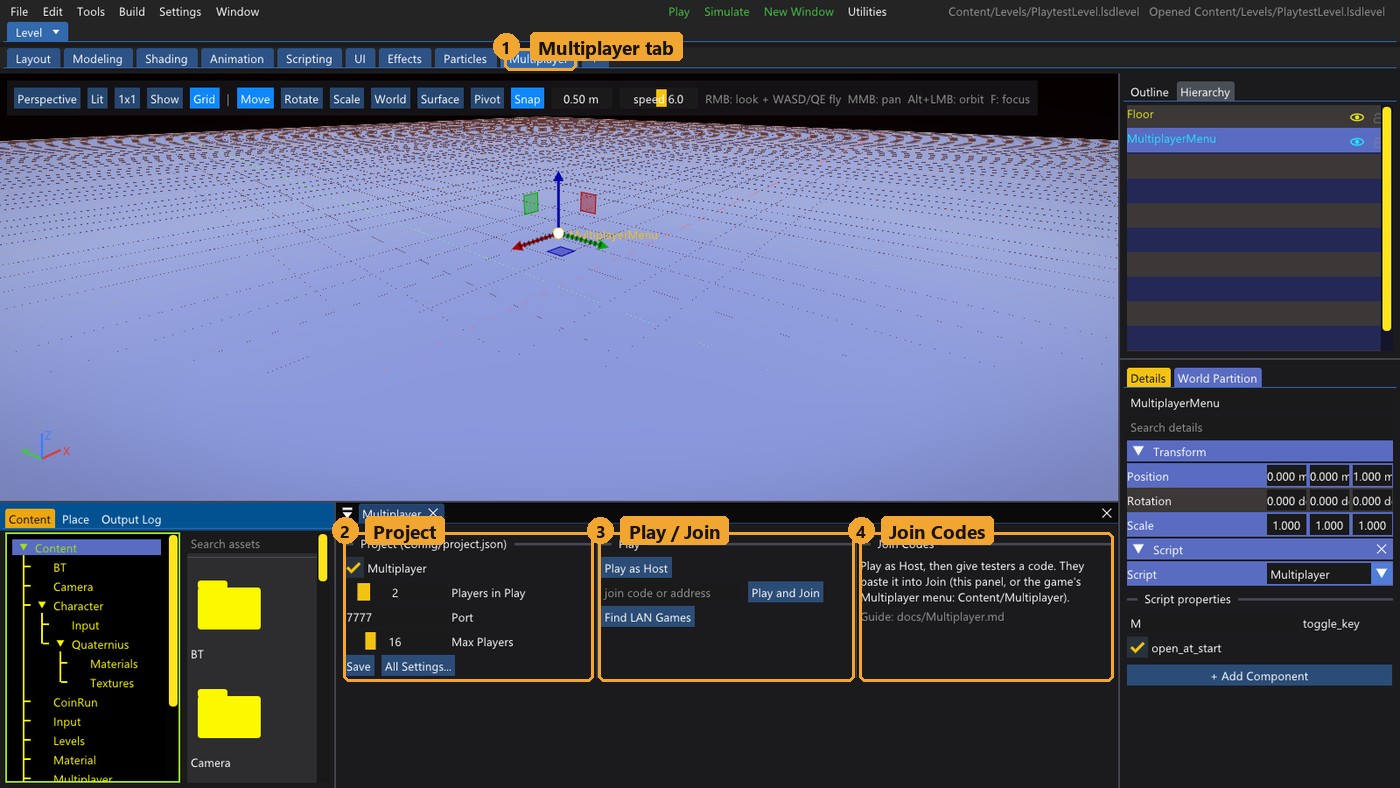 File Edit Tools Build Settings Window Play Simulate New Window Utilities Content/Levels/PlaytestLevel.lsdlevel Opened Content/Levels/PlaytestLevel.lsdlevel
Level
1 Multiplayer tab
Layout Modeling Shading Animation Scripting UI Effects Particles Multiplayer
Perspective Lit 1x1 Show Grid | Move Rotate Scale World Surface Pivot Snap 0.50 m speed 6.0 RMB: look + WASD/QE fly MMB: pan Alt+LMB: orbit F: focus
MultiplayerMenu
Z
X
Outline Hierarchy
Floor
MultiplayerMenu
Details World Partition
MultiplayerMenu
Search details
Transform
Position 0.000 m 0.000 m 1.000 m
Rotation 0.000 d 0.000 d 0.000 d
Scale 1.000 1.000 1.000
Script
Script Multiplayer
Script properties
M toggle_key
open_at_start
+ Add Component
Content Place Output Log
Content
BT
Camera
Character
Input
Quaternius
Materials
Textures
CoinRun
Input
Levels
Material
Multiplayer
Search assets
BT
Camera
Multiplayer
2 Project
Project (Config/project.json)
Multiplayer
2 Players in Play
7777 Port
16 Max Players
Save All Settings...
3 Play / Join
Play
Play as Host
join code or address Play and Join
Find LAN Games
4 Join Codes
Join Codes
Play as Host, then give testers a code. They
paste it into Join (this panel, or the game's
Multiplayer menu: Content/Multiplayer).
Guide: docs/Multiplayer.md